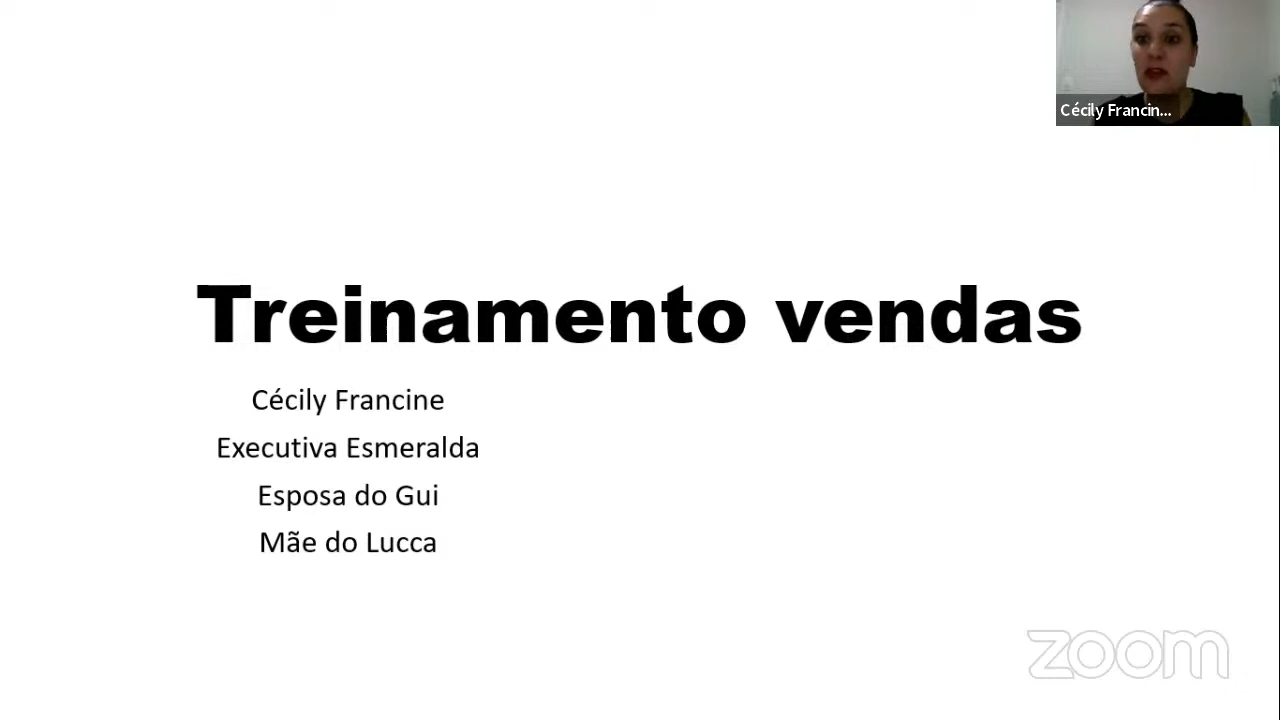 Cécily Francin...
Treinamento vendas
Cécily Francine
Executiva Esmeralda
Esposa do Gui
Mãe do Lucca
zoom